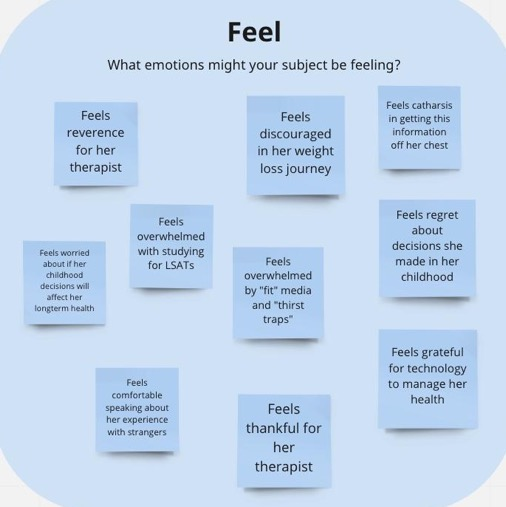 Feel
What emotions might your subject be feeling?
Feels
reverence
for her
therapist
Feels
discouraged
in her weight
loss journey
Feels catharsis
in getting this
information
off her chest
Feels
overwhelmed
with studying
for LSATs
Feels regret
about
decisions she
made in her
childhood
Feels worried
about if her
childhood
decisions will
affect her
longterm health
Feels
overwhelmed
by "fit" media
and "thirst
traps"
Feels grateful
for technology
to manage her
health
Feels
comfortable
speaking about
her experience
with strangers
Feels
thankful for
her
therapist